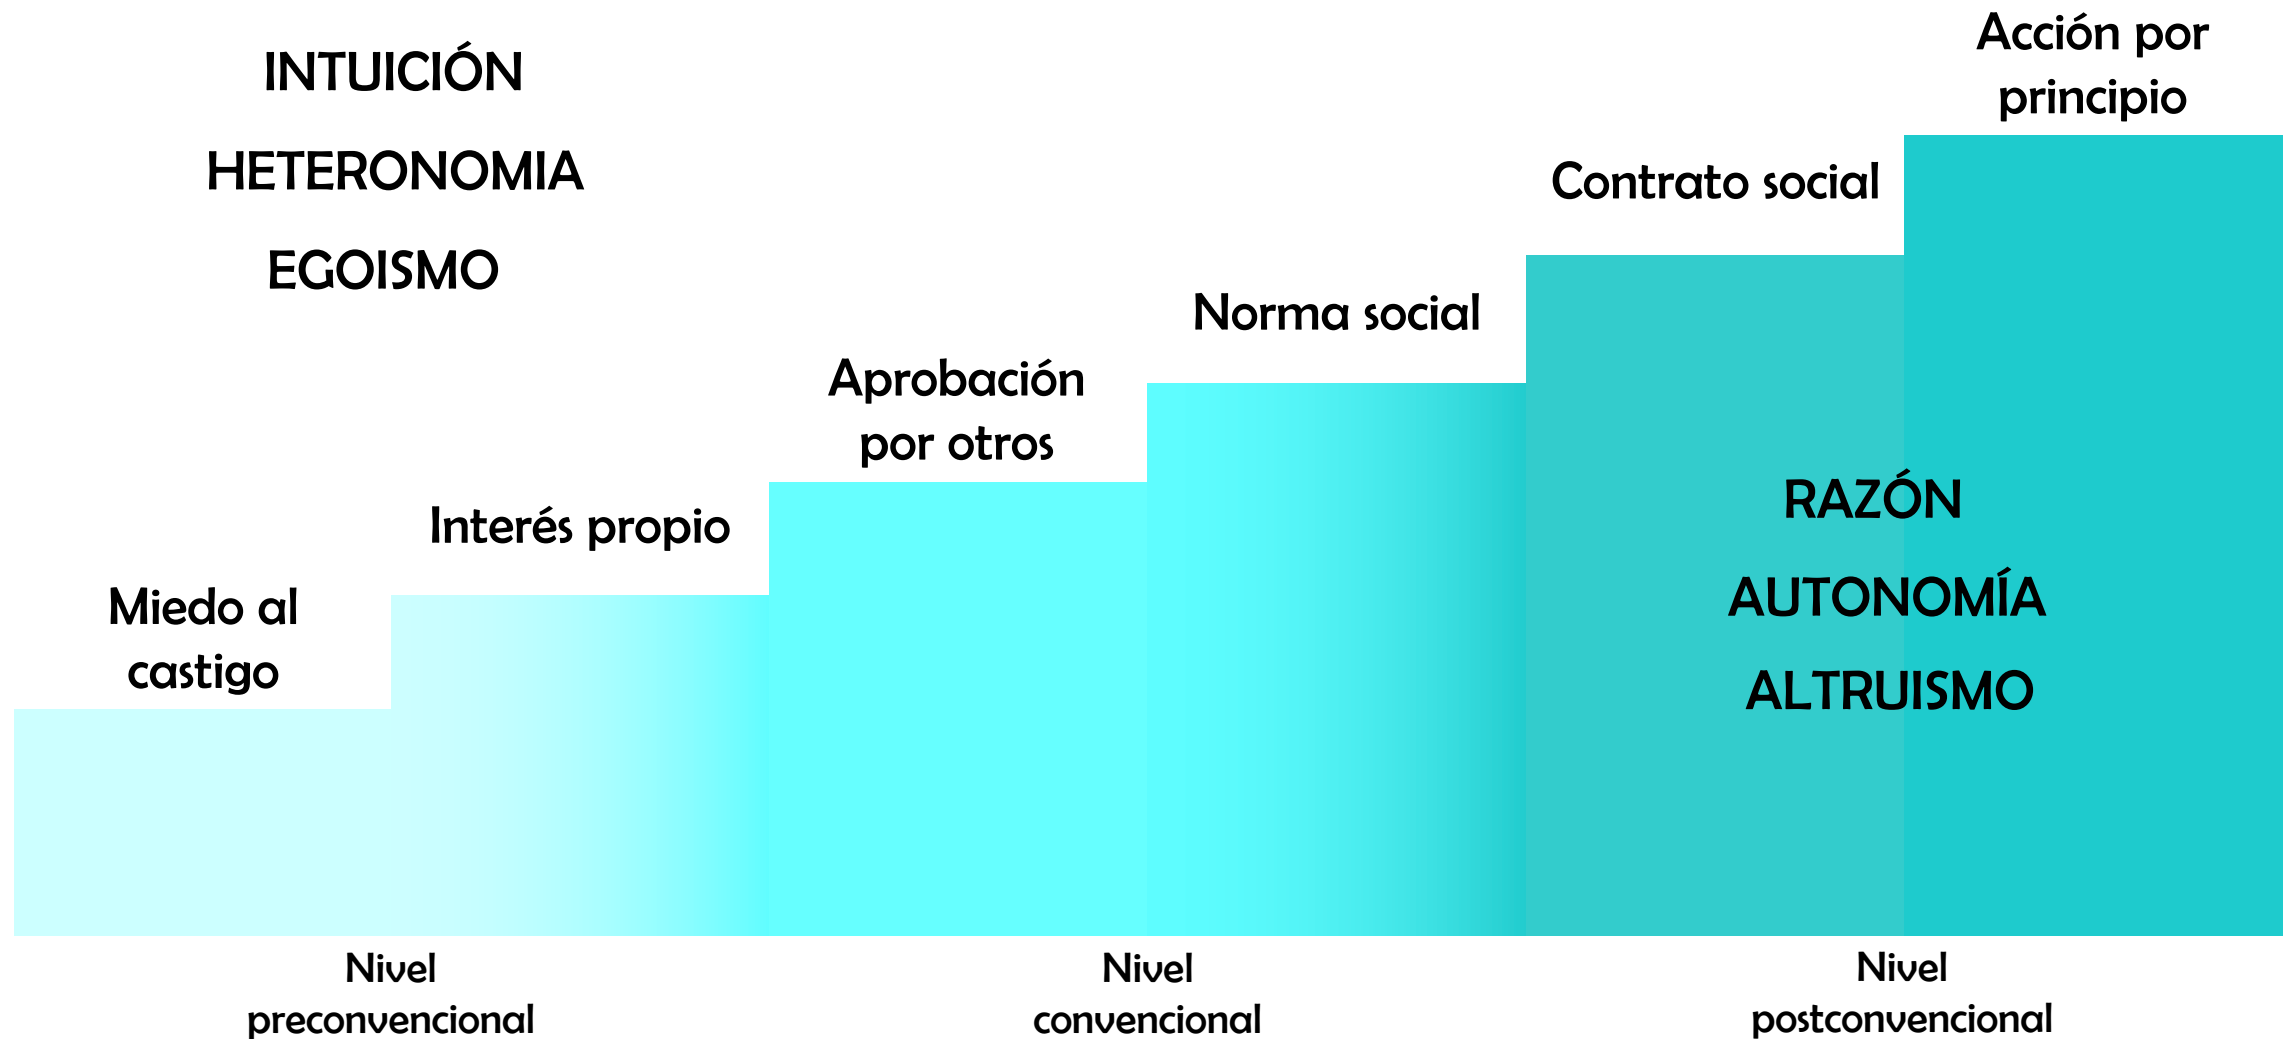 INTUICIÓN
HETERONOMIA
EGOISMO
Miedo al
castigo
Interés propio
Aprobación
por otros
Norma social
Contrato social
Acción por
principio
RAZÓN
AUTONOMÍA
ALTRUISMO
Nivel
preconvencional
Nivel
convencional
Nivel
postconvencional